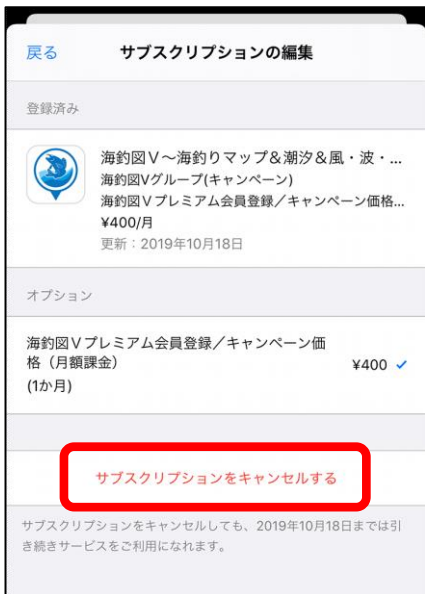 戻る サブスクリプションの編集
登録済み
海釣図V〜海釣りマップ&潮汐&風・波・...
海釣図Vグループ(キャンペーン)
海釣図Vプレミアム会員登録／キャンペーン価格...
¥400/月
更新：2019年10月18日
オプション
海釣図Vプレミアム会員登録／キャンペーン価
格（月額課金） ¥400 ✓
(1か月)
サブスクリプションをキャンセルする
サブスクリプションをキャンセルしても、2019年10月18日までは引
き続きサービスをご利用になれます。